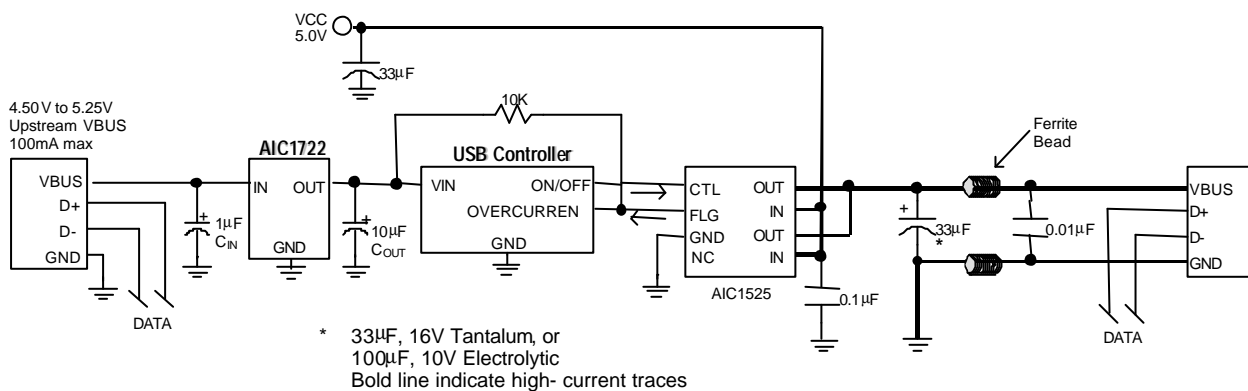 VCC
5.0V
33µF
4.50V to 5.25V
Upstream VBUS
100mA max
10K
Ferrite
Bead
AIC1722
USB Controller
VBUS
D+
D-
GND
IN
OUT
GND
1µF
CIN
10µF
COUT
VIN
ON/OFF
OVERCURREN
GND
CTL
FLG
GND
NC
OUT
IN
OUT
IN
AIC1525
0.1µF
33µF
*
0.01µF
VBUS
D+
D-
GND
DATA
DATA
* 33µF, 16V Tantalum, or
100µF, 10V Electrolytic
Bold line indicate high- current traces